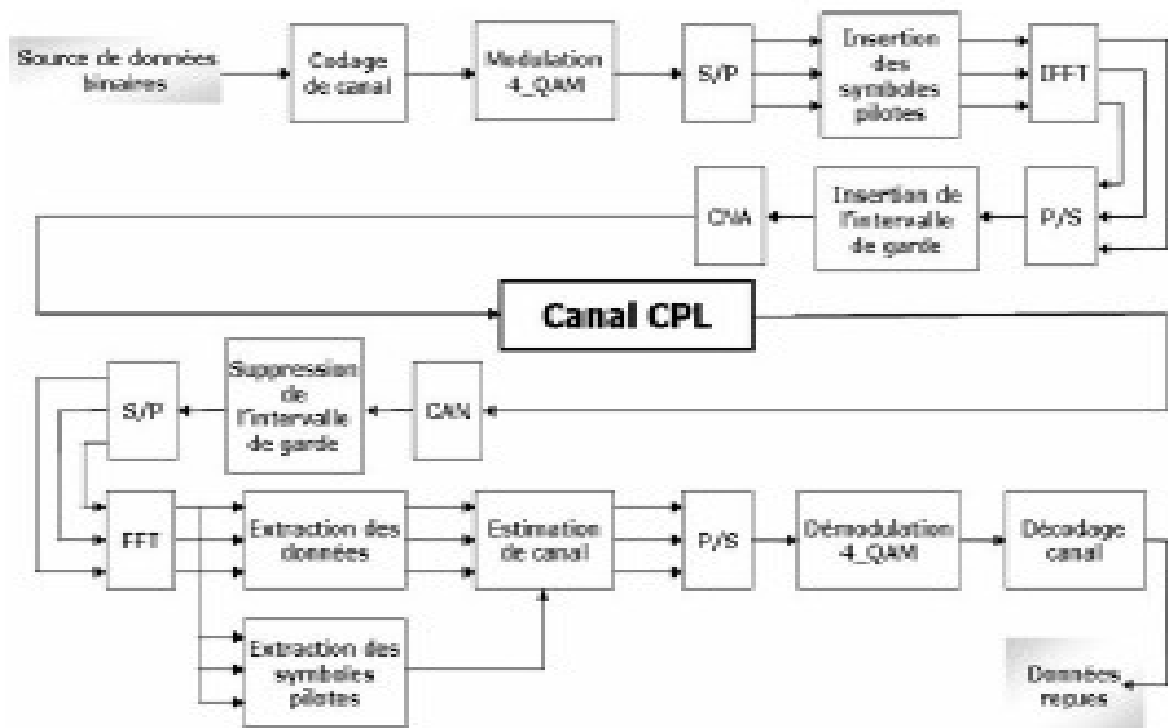 Source de données
binaires
Codage
de canal
Modulation
4_QAM
S/P
Insertion
des
symboles
pilotes
IFFT
CNA
Insertion de
l'intervalle
de garde
P/S
Canal CPL
S/P
Suppression
de
l'intervalle
de garde
CAN
FFT
Extraction des
données
Estimation
de canal
P/S
Démodulation
4_QAM
Décodage
canal
Extraction des
symboles
pilotes
Données
reçues